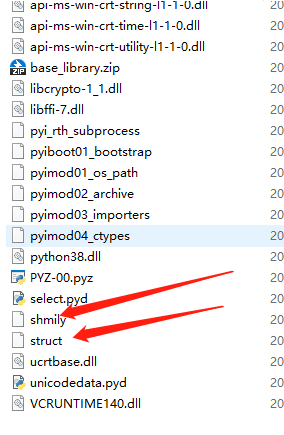 api-ms-win-crt-string-l1-1-0.dll 20
api-ms-win-crt-time-l1-1-0.dll 20
api-ms-win-crt-utility-l1-1-0.dll 20
base_library.zip 20
libcrypto-1_1.dll 20
libffi-7.dll 20
pyi_rth_subprocess 20
pyiboot01_bootstrap 20
pyimod01_os_path 20
pyimod02_archive 20
pyimod03_importers 20
pyimod04_ctypes 20
python38.dll 20
PYZ-00.pyz 20
select.pyd 20
shmily 20
struct 20
ucrtbase.dll 20
unicodedata.pyd 20
VCRUNTIME140.dll 20